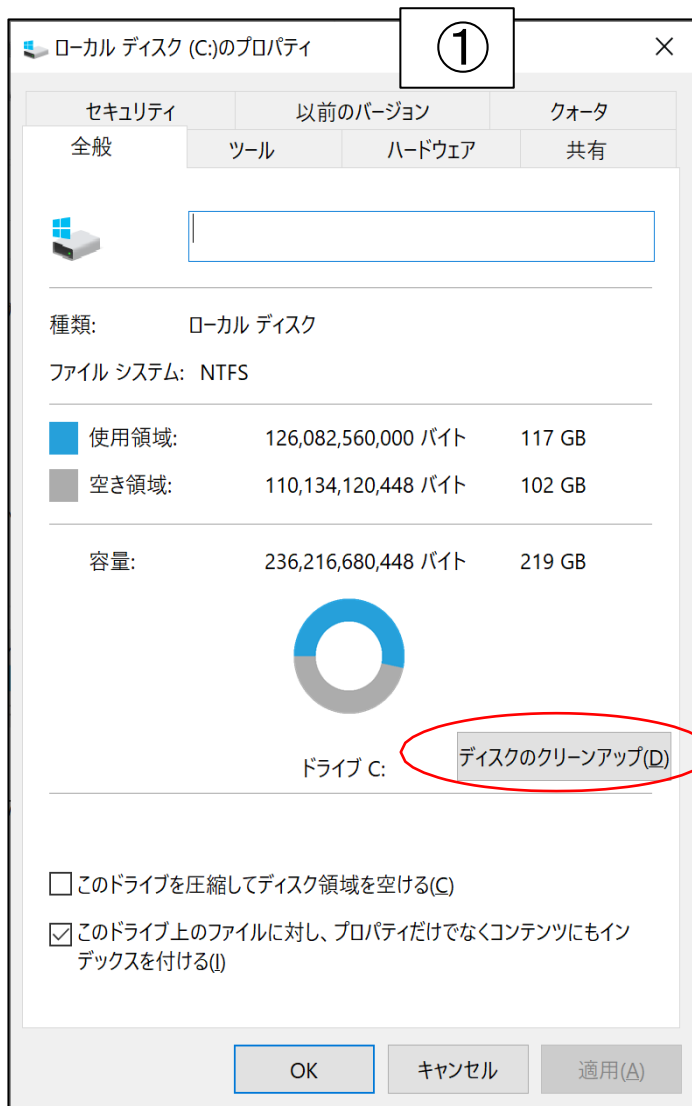 ローカル ディスク (C:)のプロパティ
①
セキュリティ 以前のバージョン クォータ
全般 ツール ハードウェア 共有
種類: ローカル ディスク
ファイル システム: NTFS
使用領域: 126,082,560,000 バイト 117 GB
空き領域: 110,134,120,448 バイト 102 GB
容量: 236,216,680,448 バイト 219 GB
ドライブ C: ディスクのクリーンアップ(D)
このドライブを圧縮してディスク領域を空ける(C)
このドライブ上のファイルに対し、プロパティだけでなくコンテンツにもイン
デックスを付ける(I)
OK キャンセル 適用(A)